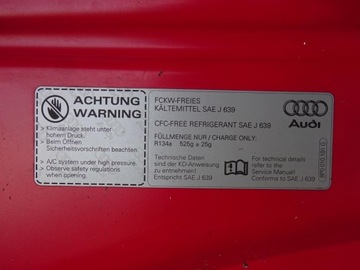 ACHTUNG
WARNING
> Klimaanlage steht unter
hohem Druck.
> Beim Öffnen
Sicherheitsvorschriften beachten.
> A/C system under high pressure.
> Observe safety regulations
when opening.
FCKW-FREIES
KÄLTEMITTEL SAE J 639
CFC-FREE REFRIGERANT SAE J 639
FÜLLMENGE NUR / CHARGE ONLY:
R134a 525g ± 25g
Technische Daten
sind der KD-Anweisung
zu entnehmen!
Entspricht SAE J 639
Audi
For technical details
refer to the
Service Manual!
Conforms to SAE J 639